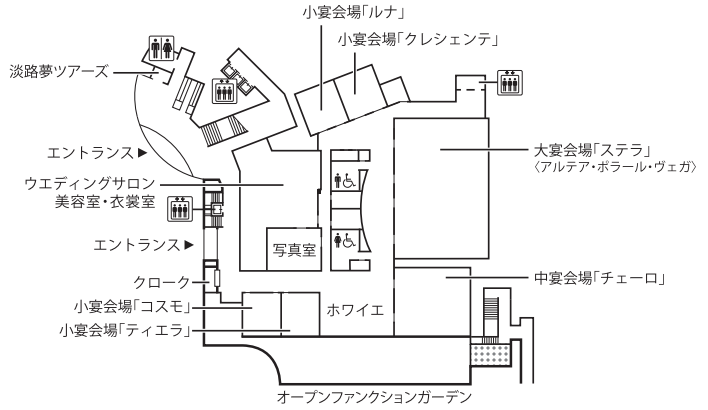 小宴会場「ルナ」
小宴会場「クレシェンテ」
淡路夢ツアーズ
エントランス
大宴会場「ステラ」
〈アルテア・ポラール・ヴェガ〉
ウエディングサロン
美容室・衣裳室
エントランス
写真室
クローク
中宴会場「チェーロ」
小宴会場「コスモ」
ホワイエ
小宴会場「ティエラ」
オープンファンクションガーデン